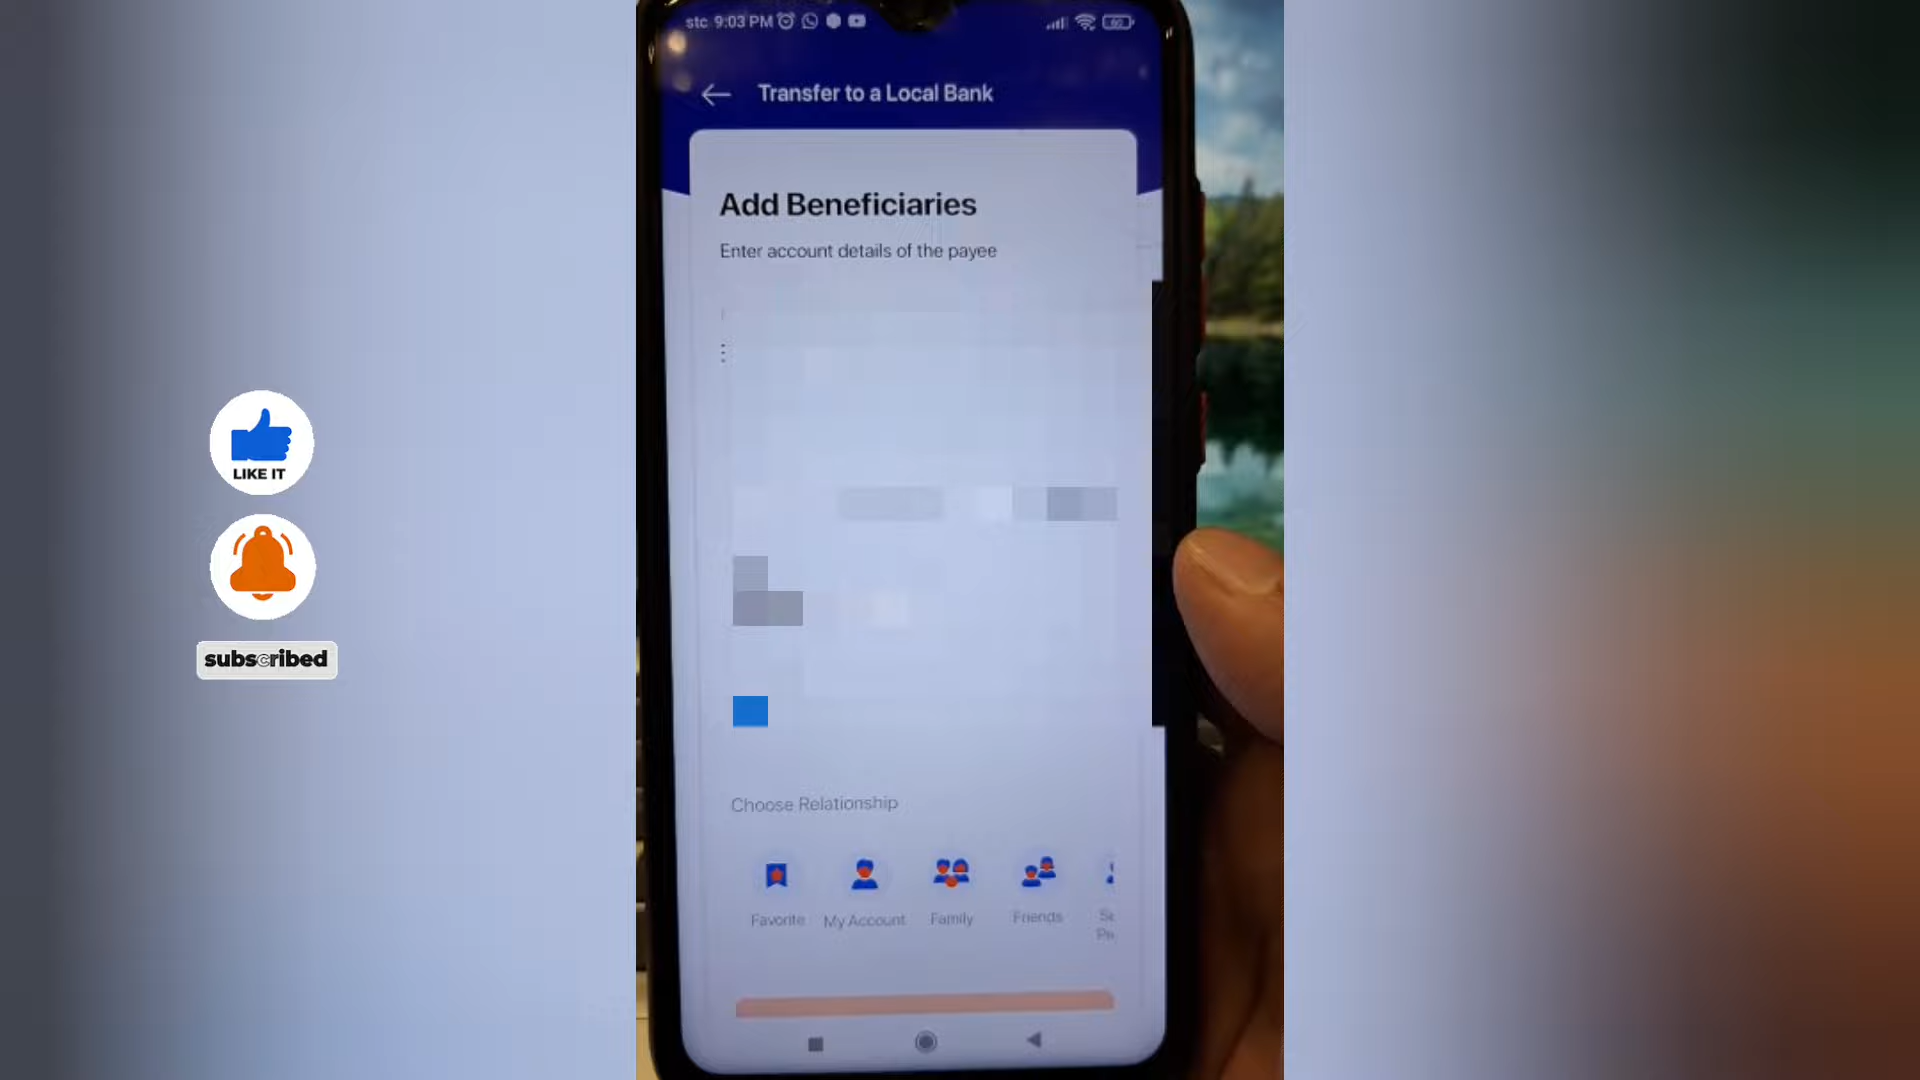 stc 9:03 PM
60
Transfer to a Local Bank
Add Beneficiaries
Enter account details of the payee
LIKE IT
subscribed
Choose Relationship
Favorite
My Account
Family
Friends